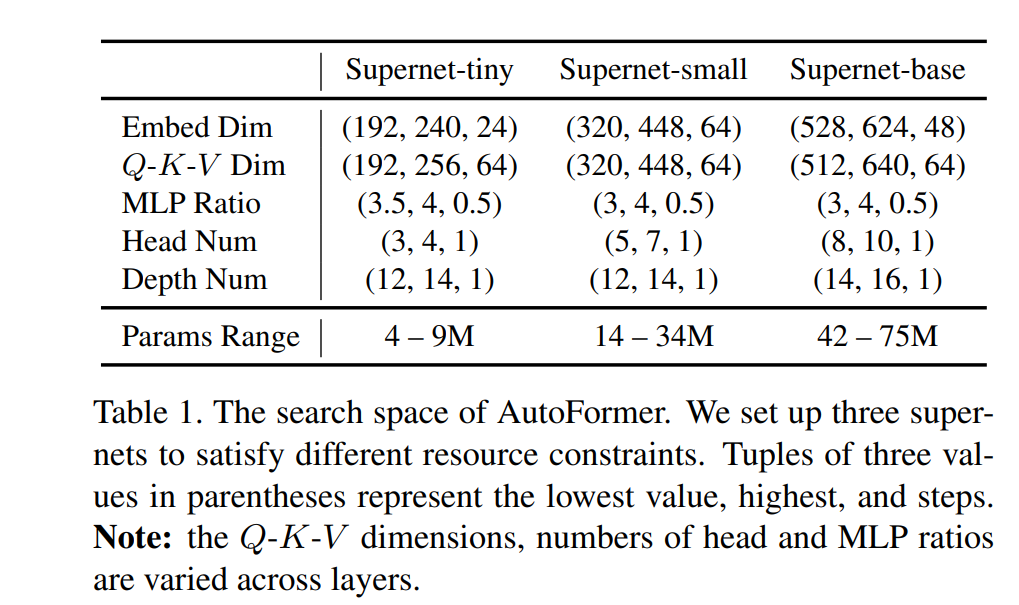 Supernet-tiny Supernet-small Supernet-base
Embed Dim (192, 240, 24) (320, 448, 64) (528, 624, 48)
Q-K-V Dim (192, 256, 64) (320, 448, 64) (512, 640, 64)
MLP Ratio (3.5, 4, 0.5) (3, 4, 0.5) (3, 4, 0.5)
Head Num (3, 4, 1) (5, 7, 1) (8, 10, 1)
Depth Num (12, 14, 1) (12, 14, 1) (14, 16, 1)
Params Range 4 – 9M 14 – 34M 42 – 75M
Table 1. The search space of AutoFormer. We set up three super-
nets to satisfy different resource constraints. Tuples of three val-
ues in parentheses represent the lowest value, highest, and steps.
Note: the Q-K-V dimensions, numbers of head and MLP ratios
are varied across layers.